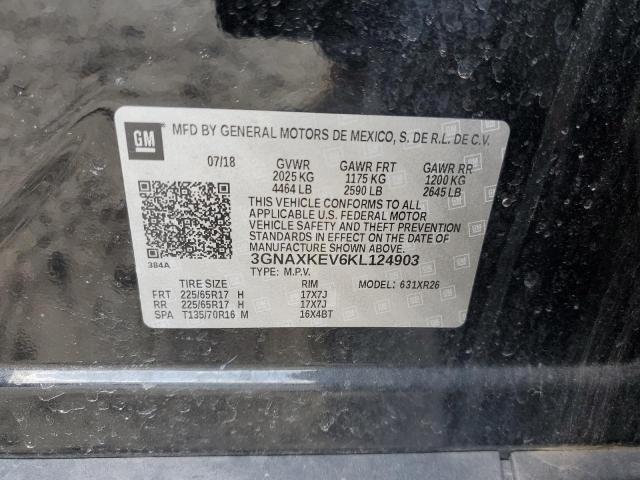 GM
MFD BY GENERAL MOTORS DE MEXICO, S. DE R.L. DE C.V.
07/18 GVWR GAWR FRT GAWR RR
2025 KG 1175 KG 1200 KG
4464 LB 2590 LB 2645 LB
THIS VEHICLE CONFORMS TO ALL
APPLICABLE U.S. FEDERAL MOTOR
VEHICLE SAFETY STANDARDS
IN EFFECT ON THE DATE OF
MANUFACTURE SHOWN ABOVE.
3GNAXKEV6KL124903
384A
TYPE: M.P.V.
TIRE SIZE RIM MODEL: 631XR26
FRT 225/65R17 H 17X7J
RR 225/65R17 H 17X7J
SPA T135/70R16 M 16X4BT